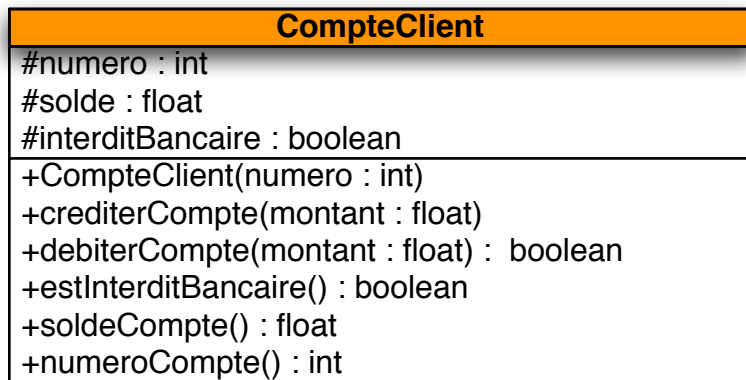 CompteClient
#numero : int
#solde : float
#interditBancaire : boolean
+CompteClient(numero : int)
+crediterCompte(montant : float)
+debiterCompte(montant : float) : boolean
+estInterditBancaire() : boolean
+soldeCompte() : float
+numeroCompte() : int